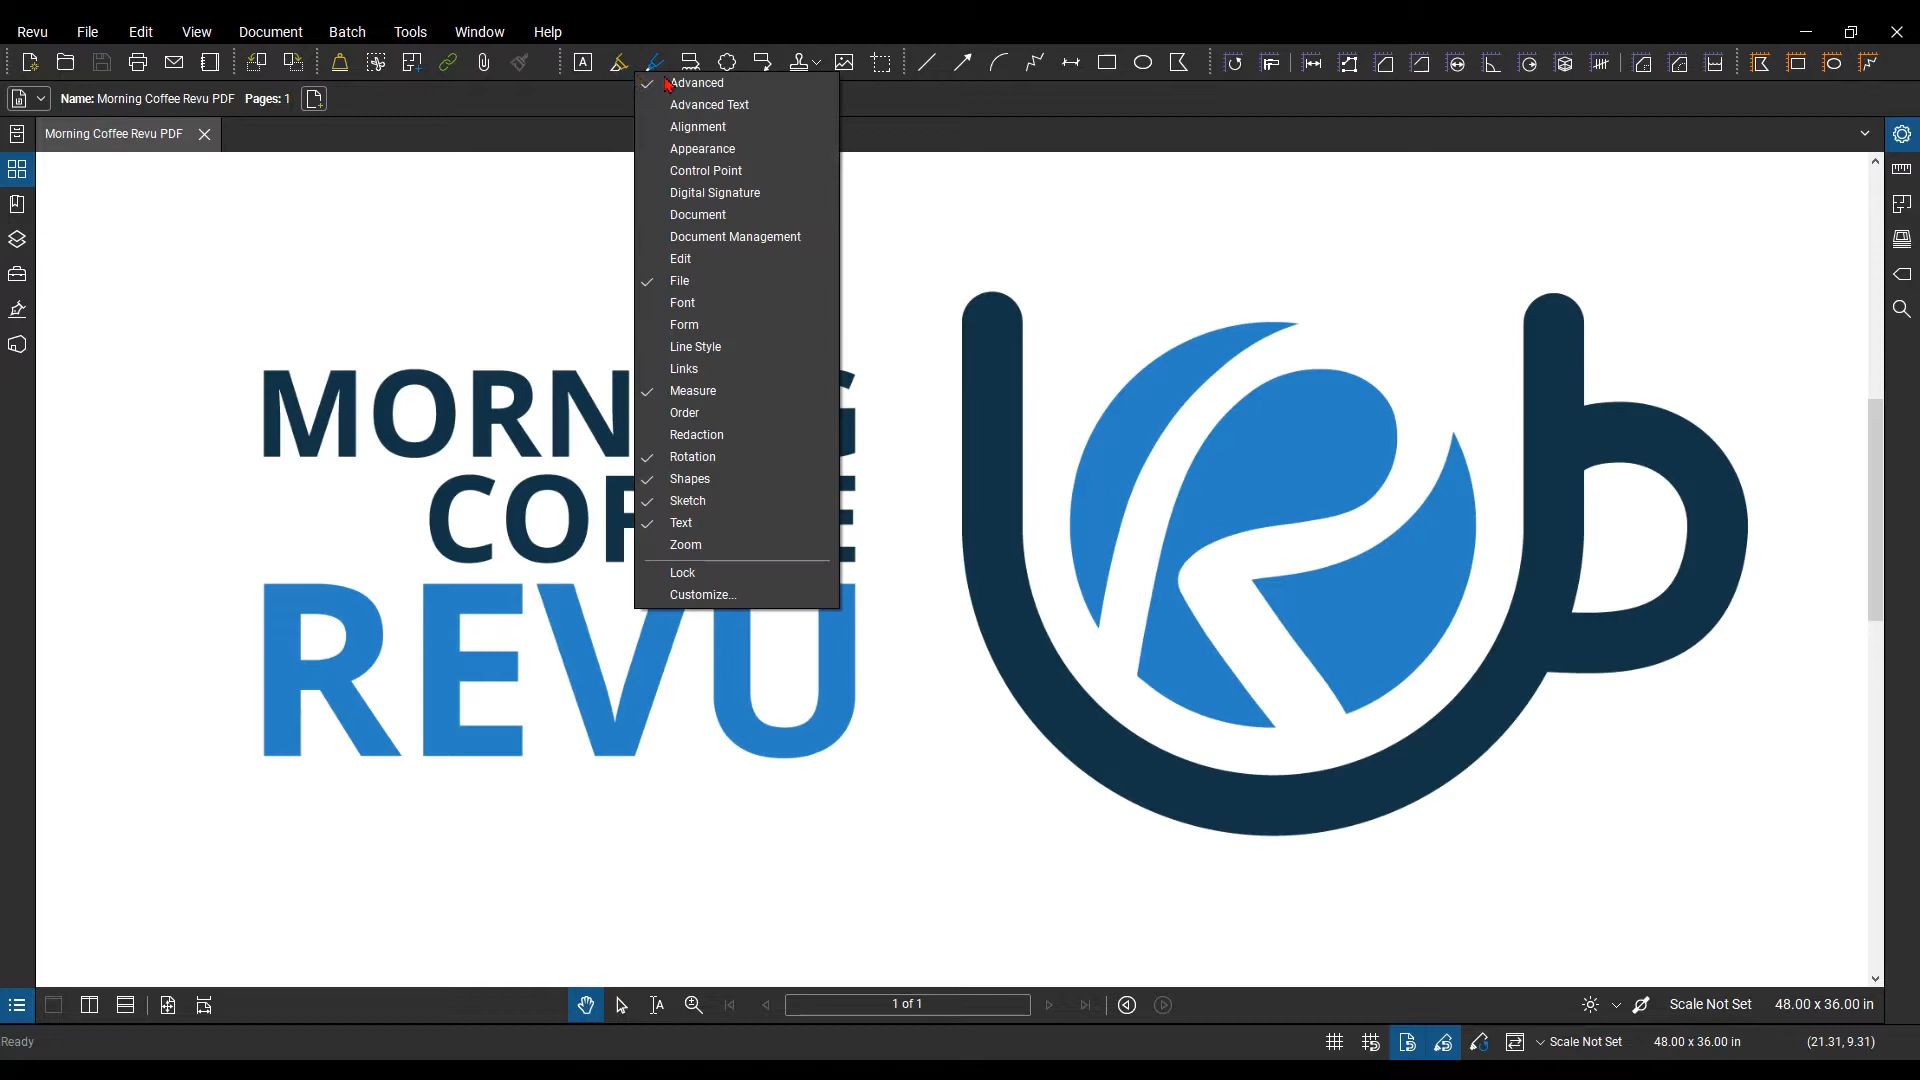 Revu File Edit View Document Batch Tools Window Help
Name: Morning Coffee Revu PDF Pages: 1
Morning Coffee Revu PDF
Advanced
Advanced Text
Alignment
Appearance
Control Point
Digital Signature
Document
Document Management
Edit
File
Font
Form
Line Style
Links
Measure
Order
Redaction
Rotation
Shapes
Sketch
Text
Zoom
Lock
Customize...
REVU
1 of 1
Scale Not Set 48.00 x 36.00 in
Ready
Scale Not Set 48.00 x 36.00 in (21.31, 9.31)